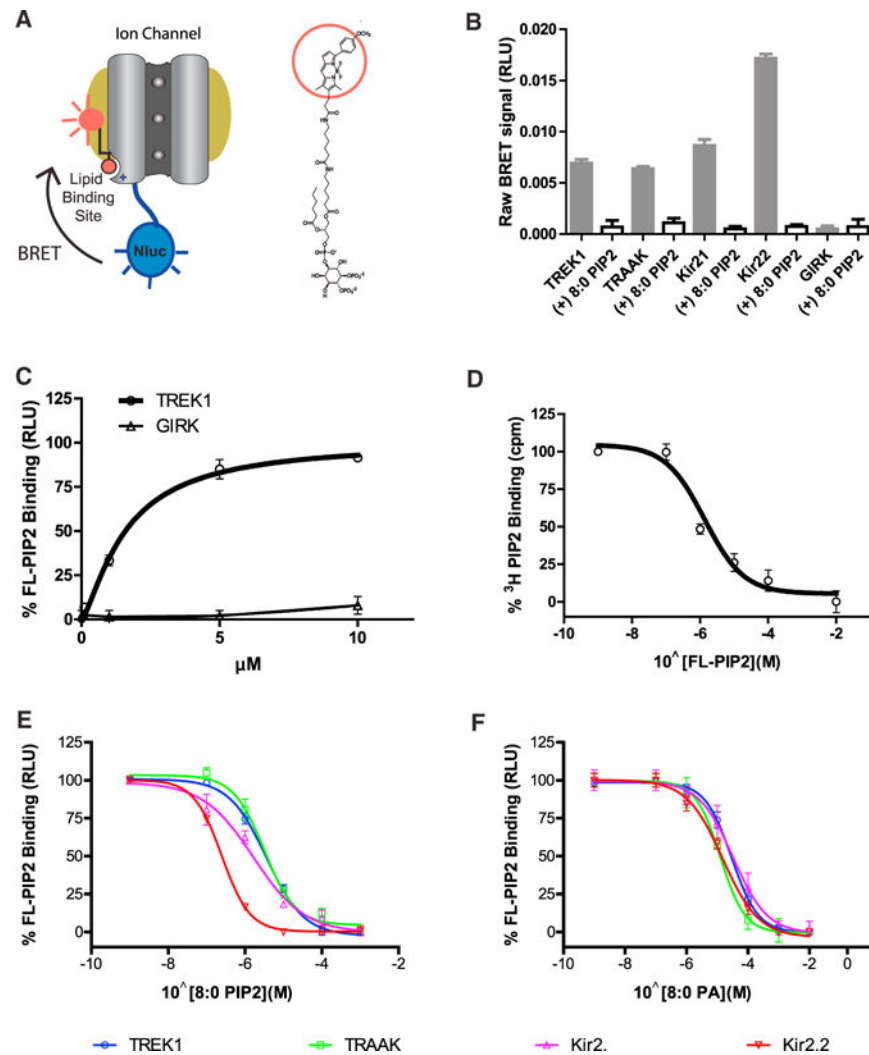 A
Ion Channel
Lipid
Binding
Site
BRET
Nluc
B
Raw BRET signal (RLU)
0.020
0.015
0.010
0.005
0.000
TREK1
(+) 8:0 PIP2
TRAAK
(+) 8:0 PIP2
Kir21
(+) 8:0 PIP2
Kir22
(+) 8:0 PIP2
GIRK
(+) 8:0 PIP2
C
% FL-PIP2 Binding (RLU)
125
100
75
50
25
0
0
5
10
µM
TREK1
GIRK
D
% ³H PIP2 Binding (cpm)
125
100
75
50
25
0
-10
-8
-6
-4
-2
10^[FL-PIP2](M)
E
% FL-PIP2 Binding (RLU)
125
100
75
50
25
0
-10
-8
-6
-4
-2
10^[8:0 PIP2](M)
F
% FL-PIP2 Binding (RLU)
125
100
75
50
25
0
-10
-8
-6
-4
-2
0
10^[8:0 PA](M)
TREK1
TRAAK
Kir2.
Kir2.2